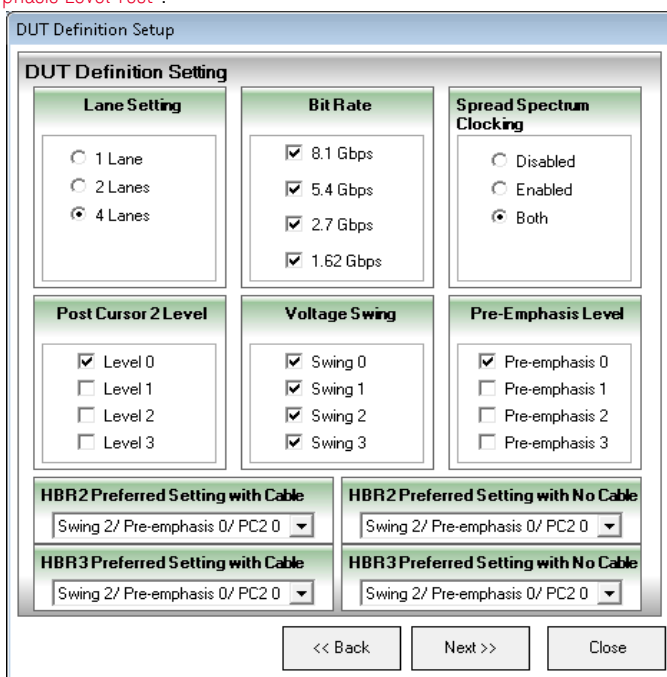 DUT Definition Setup
DUT Definition Setting
Lane Setting
1 Lane
2 Lanes
4 Lanes
Bit Rate
8.1 Gbps
5.4 Gbps
2.7 Gbps
1.62 Gbps
Spread Spectrum
Clocking
Disabled
Enabled
Both
Post Cursor 2 Level
Level 0
Level 1
Level 2
Level 3
Voltage Swing
Swing 0
Swing 1
Swing 2
Swing 3
Pre-Emphasis Level
Pre-emphasis 0
Pre-emphasis 1
Pre-emphasis 2
Pre-emphasis 3
HBR2 Preferred Setting with Cable
Swing 2/ Pre-emphasis 0/ PC2 0
HBR2 Preferred Setting with No Cable
Swing 2/ Pre-emphasis 0/ PC2 0
HBR3 Preferred Setting with Cable
Swing 2/ Pre-emphasis 0/ PC2 0
HBR3 Preferred Setting with No Cable
Swing 2/ Pre-emphasis 0/ PC2 0
<< Back
Next >>
Close